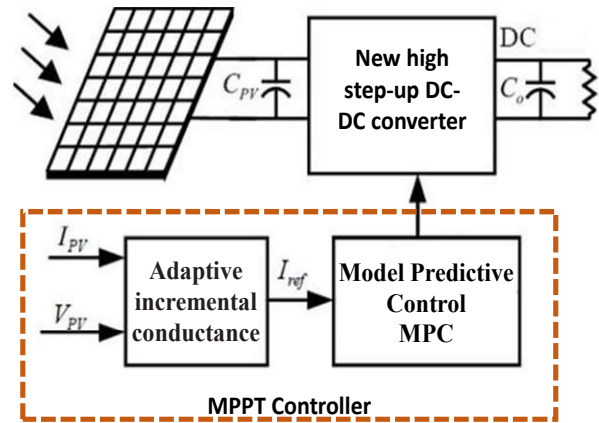 New high
step-up DC-
DC converter
DC
C_PV
C_o
I_PV
V_PV
Adaptive
incremental
conductance
I_ref
Model Predictive
Control
MPC
MPPT Controller